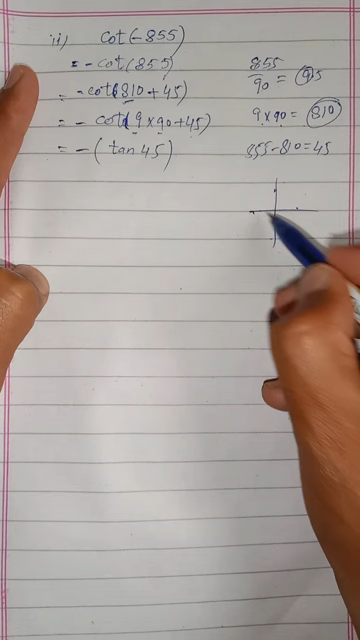 ii) cot(-855)
= -cot(855)
= -cot(810+45)
= - cot(9×90+45)
= -(tan45)
855/90 = 9.5
9×90 = 810
855-810=45